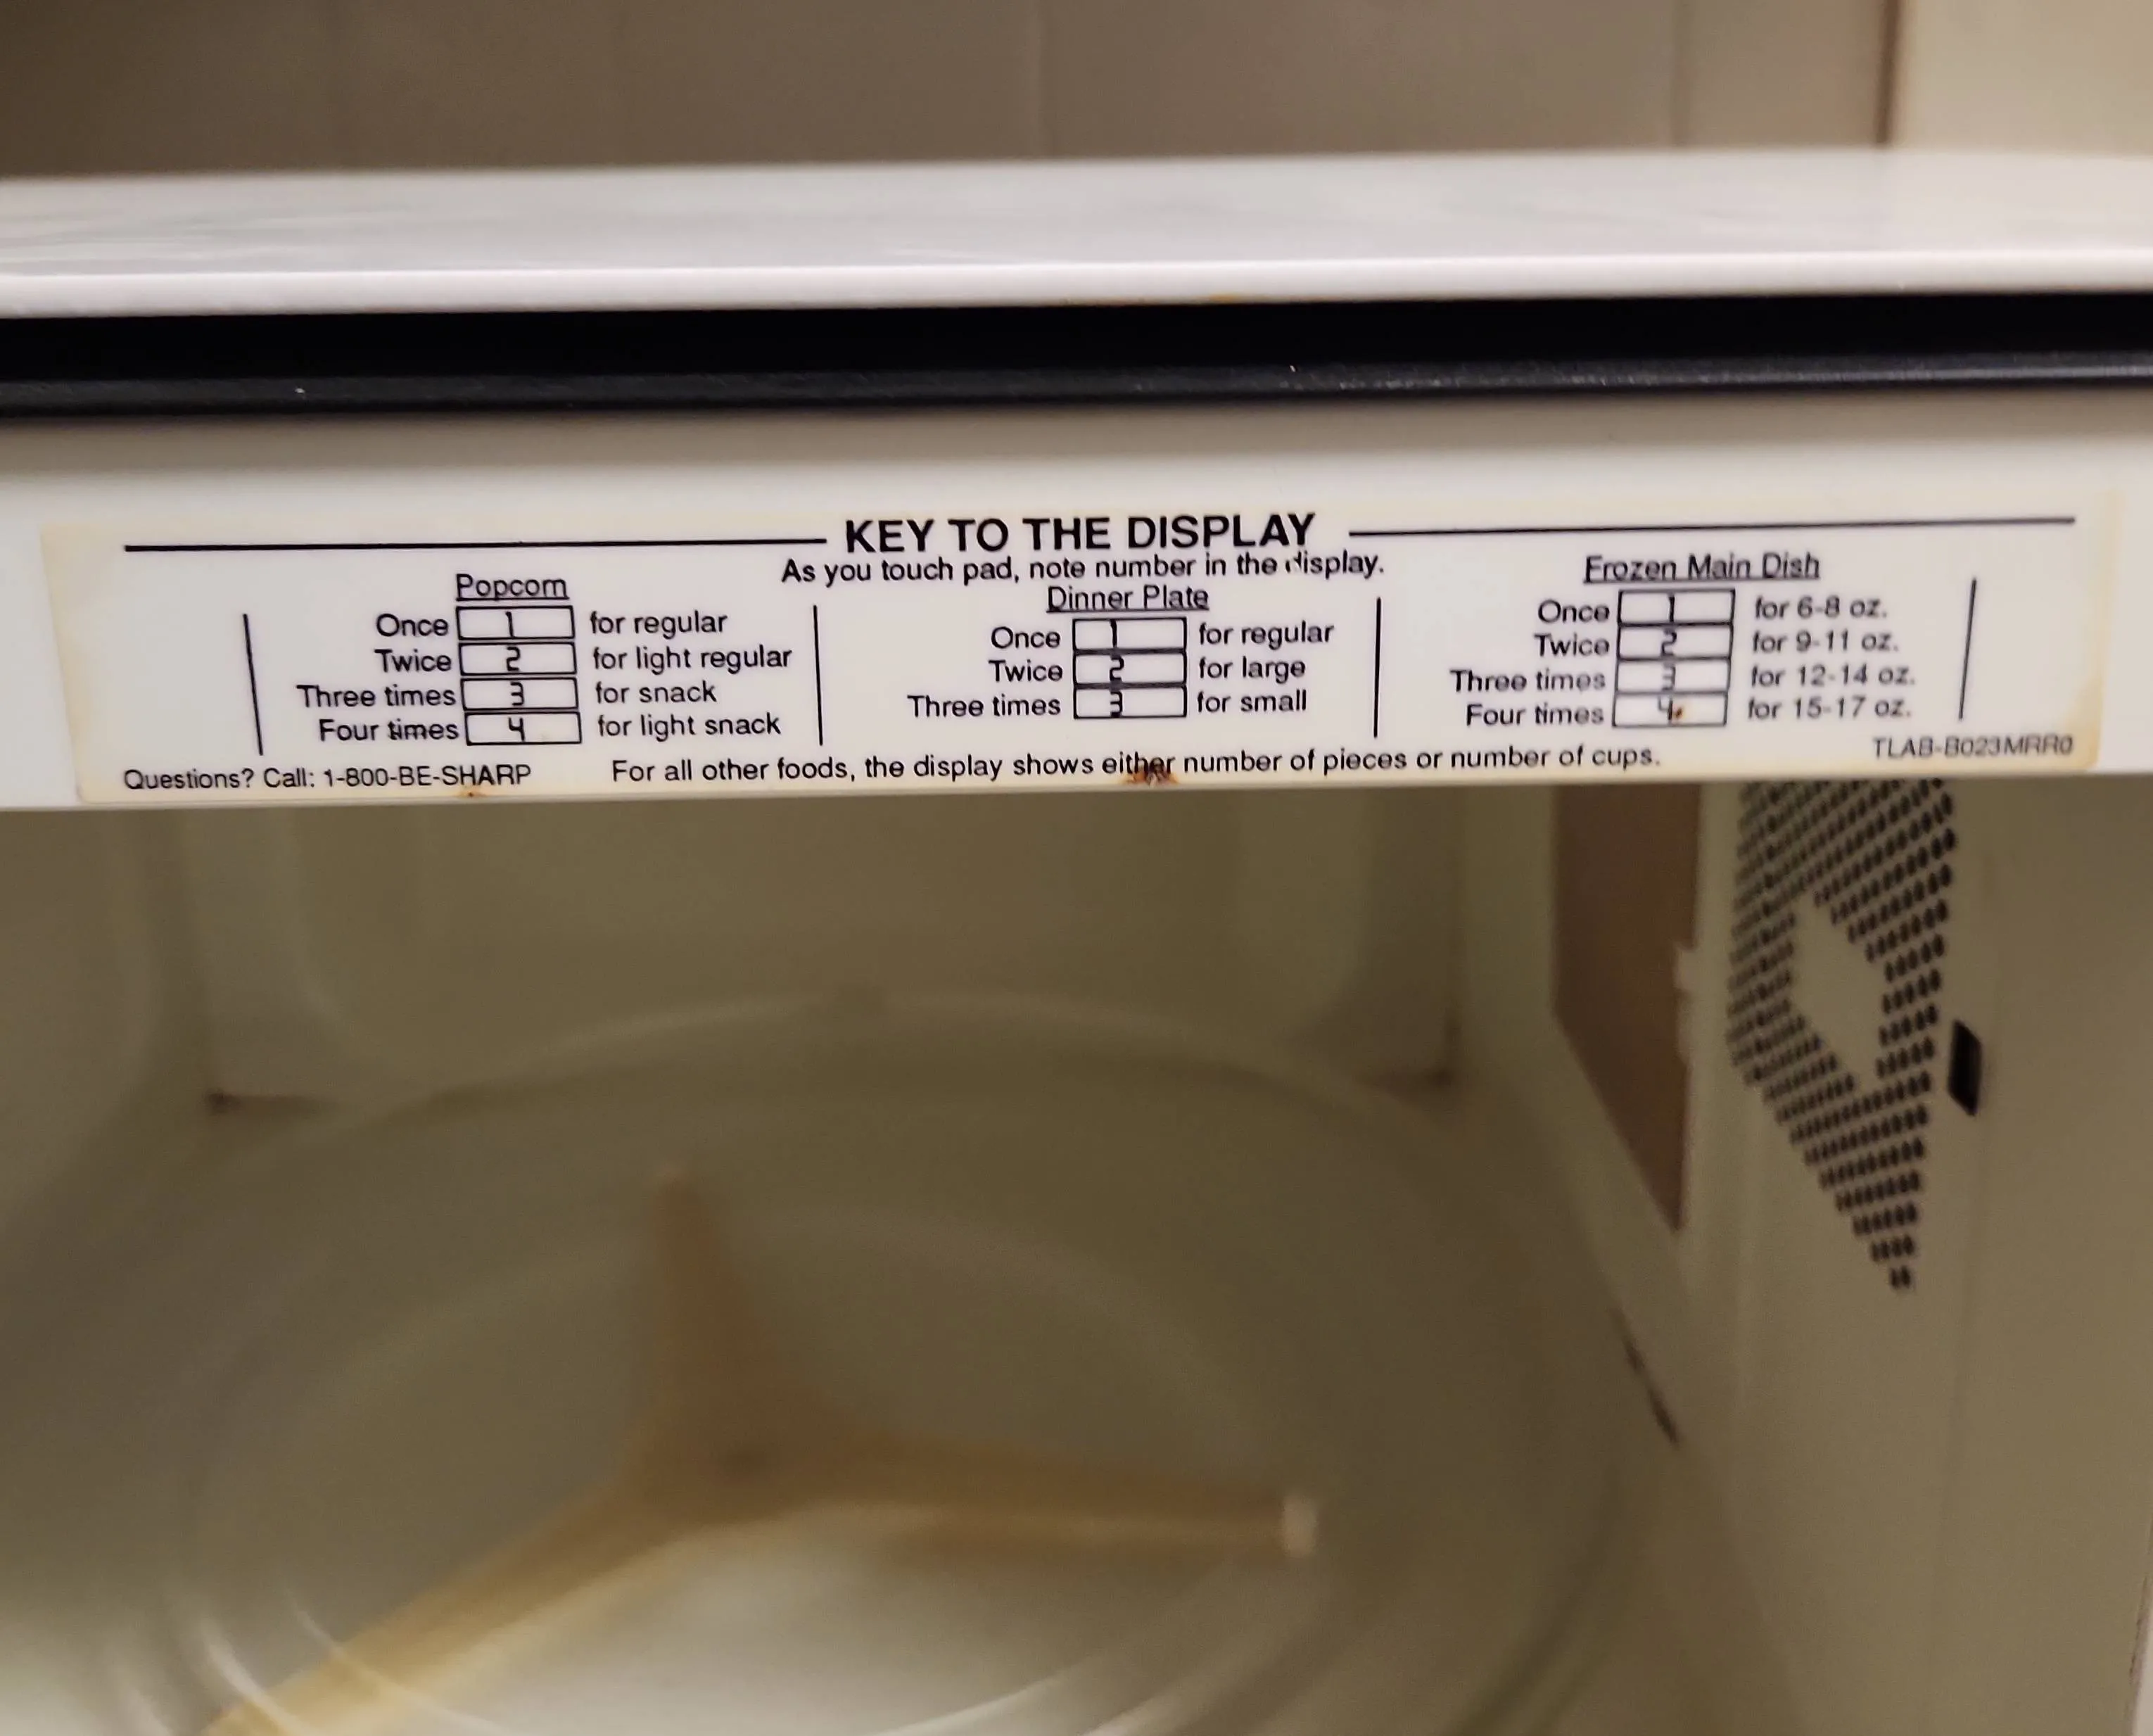 KEY TO THE DISPLAY
As you touch pad, note number in the display.
Popcorn
Once 1 for regular
Twice 2 for light regular
Three times 3 for snack
Four times 4 for light snack
Dinner Plate
Once 1 for regular
Twice 2 for large
Three times 3 for small
Frozen Main Dish
Once 1 for 6-8 oz.
Twice 2 for 9-11 oz.
Three times 3 for 12-14 oz.
Four times 4 for 15-17 oz.
Questions? Call: 1-800-BE-SHARP
For all other foods, the display shows either number of pieces or number of cups.
TLAB-B023MRR0